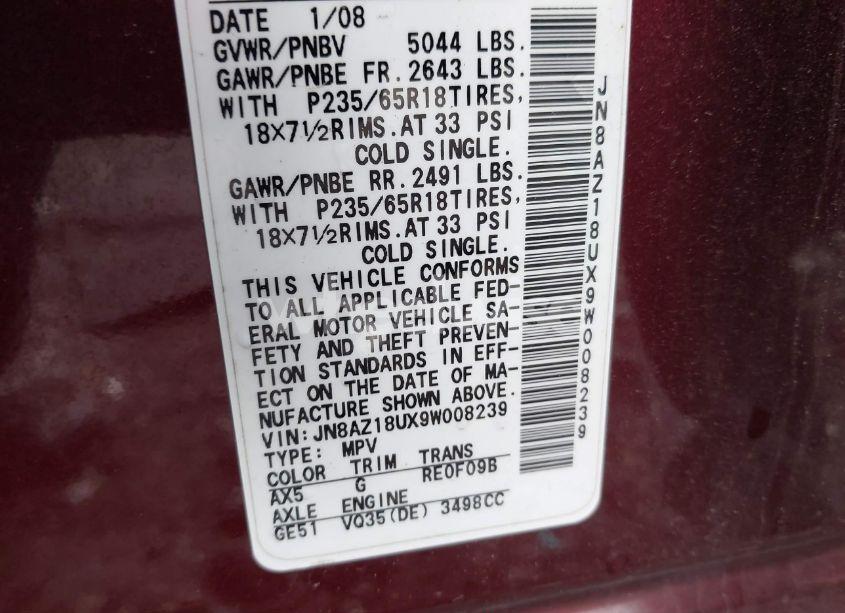 DATE 1/08
GVWR/PNBV 5044 LBS.
GAWR/PNBE FR. 2643 LBS.
WITH P235/65R18TIRES,
18X7½RIMS.AT 33 PSI
COLD SINGLE.
GAWR/PNBE RR. 2491 LBS.
WITH P235/65R18TIRES,
18X7½RIMS.AT 33 PSI
COLD SINGLE.
THIS VEHICLE CONFORMS
TO ALL APPLICABLE FED-
ERAL MOTOR VEHICLE SA-
FETY AND THEFT PREVEN-
TION STANDARDS IN EFF-
ECT ON THE DATE OF MA-
NUFACTURE SHOWN ABOVE.
VIN:JN8AZ18UX9W008239
TYPE: MPV
COLOR TRIM TRANS
AX5 G RE0F09B
AXLE ENGINE
GE51 VQ35(DE) 3498CC
JN8AZ18UX9W008239